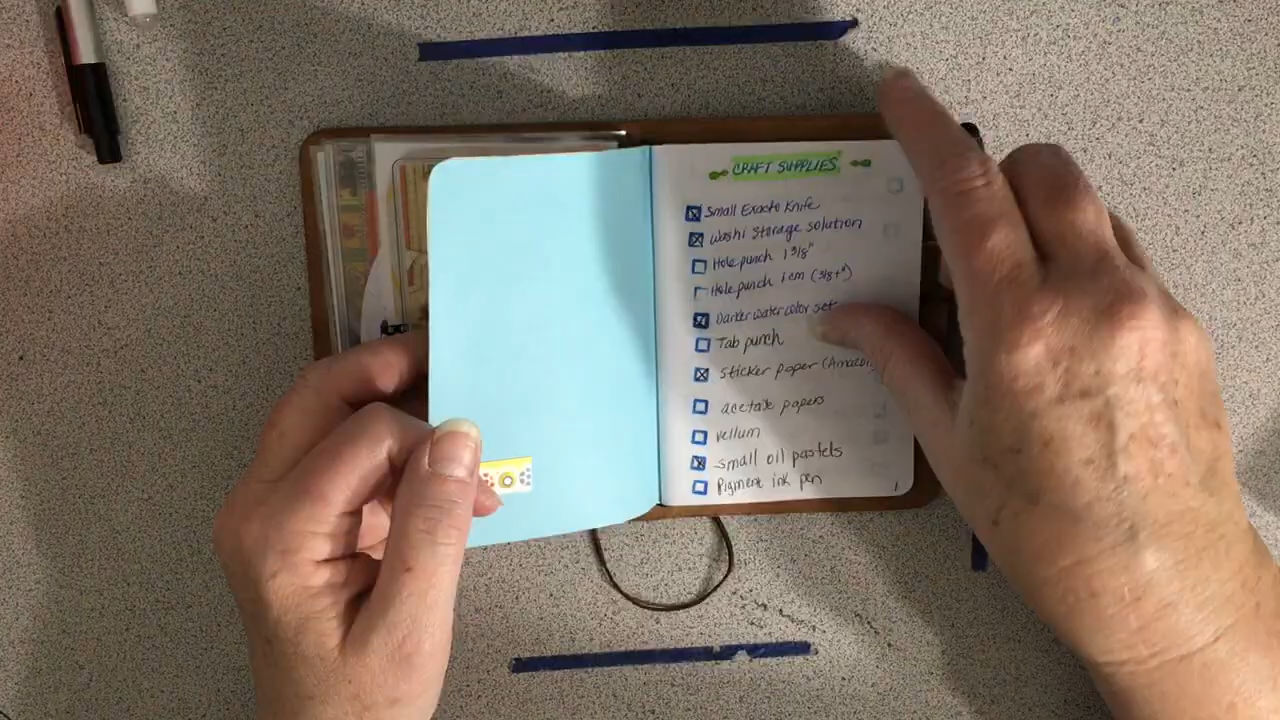 CRAFT SUPPLIES
Small Exacto Knife
Washi Storage solution
Hole punch 1 3/8"
Hole punch 1cm (3/8+")
Darker watercolor set
Tab punch
Sticker paper (Amazon
acetate papers
vellum
small oil pastels
Pigment ink pen
1